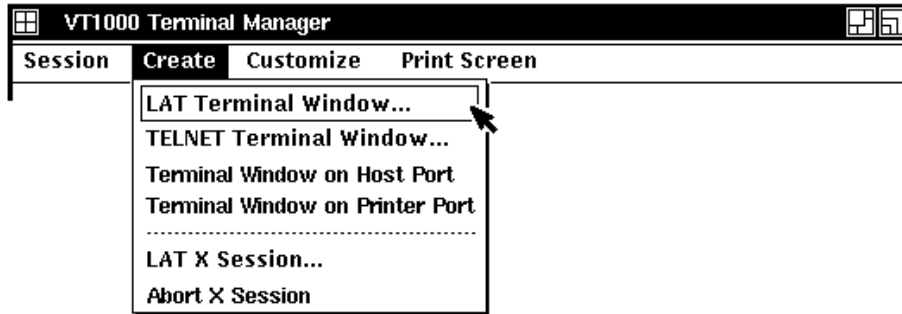 VT1000 Terminal Manager
Session Create Customize Print Screen
LAT Terminal Window...
TELNET Terminal Window...
Terminal Window on Host Port
Terminal Window on Printer Port
LAT X Session...
Abort X Session